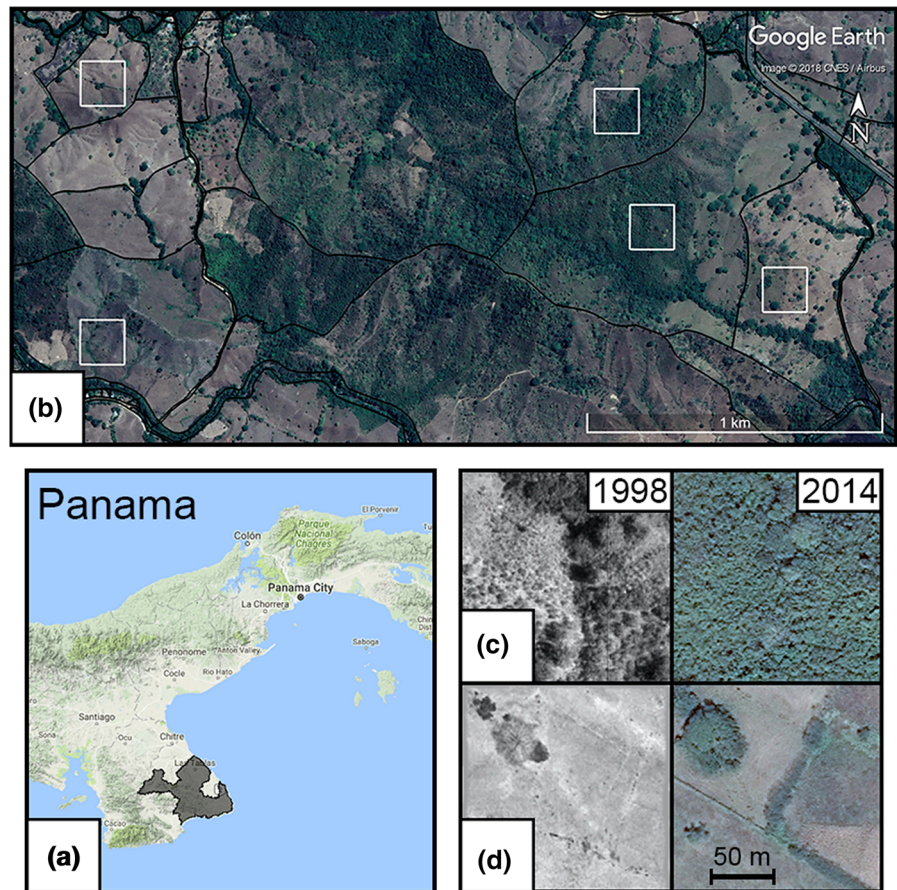 Google Earth
Image © 2018 CNES / Airbus
N
1 km
(b)
Panama
El Porvenir
Colón
Parque
Nacional
Chagres
Panama City
La Chorrera
Saboga
Penonome
Anton Valley
Cocle
Rio Hato
Santiago
Sona
Ocu
Chitre
Las Tablas
Cacao
(a)
1998
2014
(c)
(d)
50 m